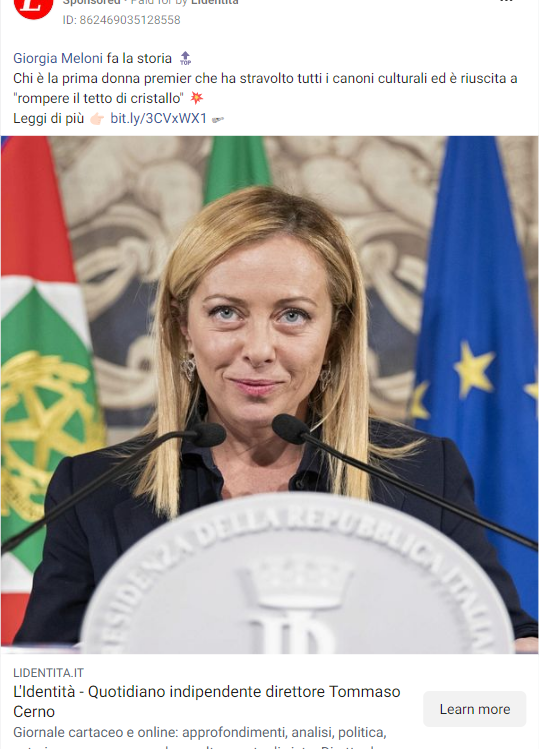 Sponsored • Paid for by Lidentità
ID: 862469035128558
Giorgia Meloni fa la storia 🔝
Chi è la prima donna premier che ha stravolto tutti i canoni culturali ed è riuscita a
"rompere il tetto di cristallo" 💥
Leggi di più 👉🏻 bit.ly/3CVxWX1
RESIDENZA DELLA REPUBBLICA ITALIANA
LIDENTITA.IT
L'Identità - Quotidiano indipendente direttore Tommaso
Cerno
Learn more
Giornale cartaceo e online: approfondimenti, analisi, politica,